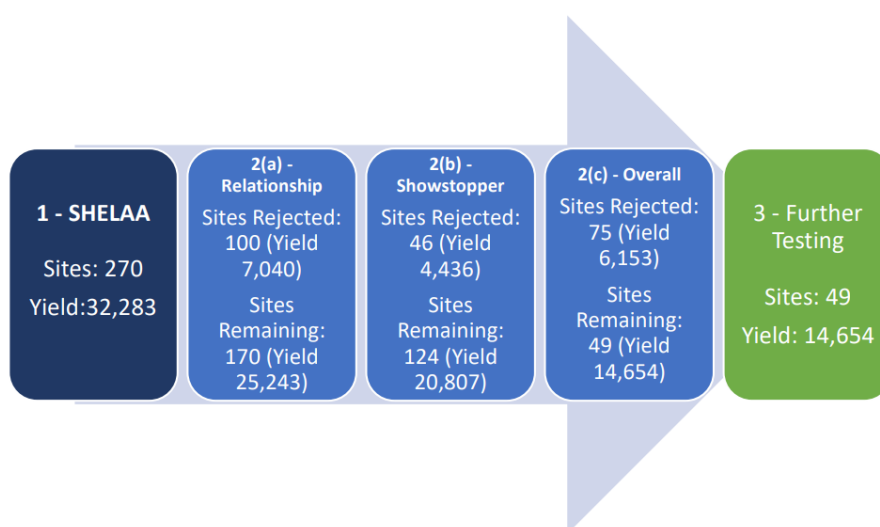 1 - SHELAA
Sites: 270
Yield:32,283
2(a) -
Relationship
Sites Rejected:
100 (Yield
7,040)
Sites
Remaining:
170 (Yield
25,243)
2(b) -
Showstopper
Sites Rejected:
46 (Yield
4,436)
Sites
Remaining:
124 (Yield
20,807)
2(c) - Overall
Sites Rejected:
75 (Yield
6,153)
Sites
Remaining:
49 (Yield
14,654)
3 - Further
Testing
Sites: 49
Yield: 14,654